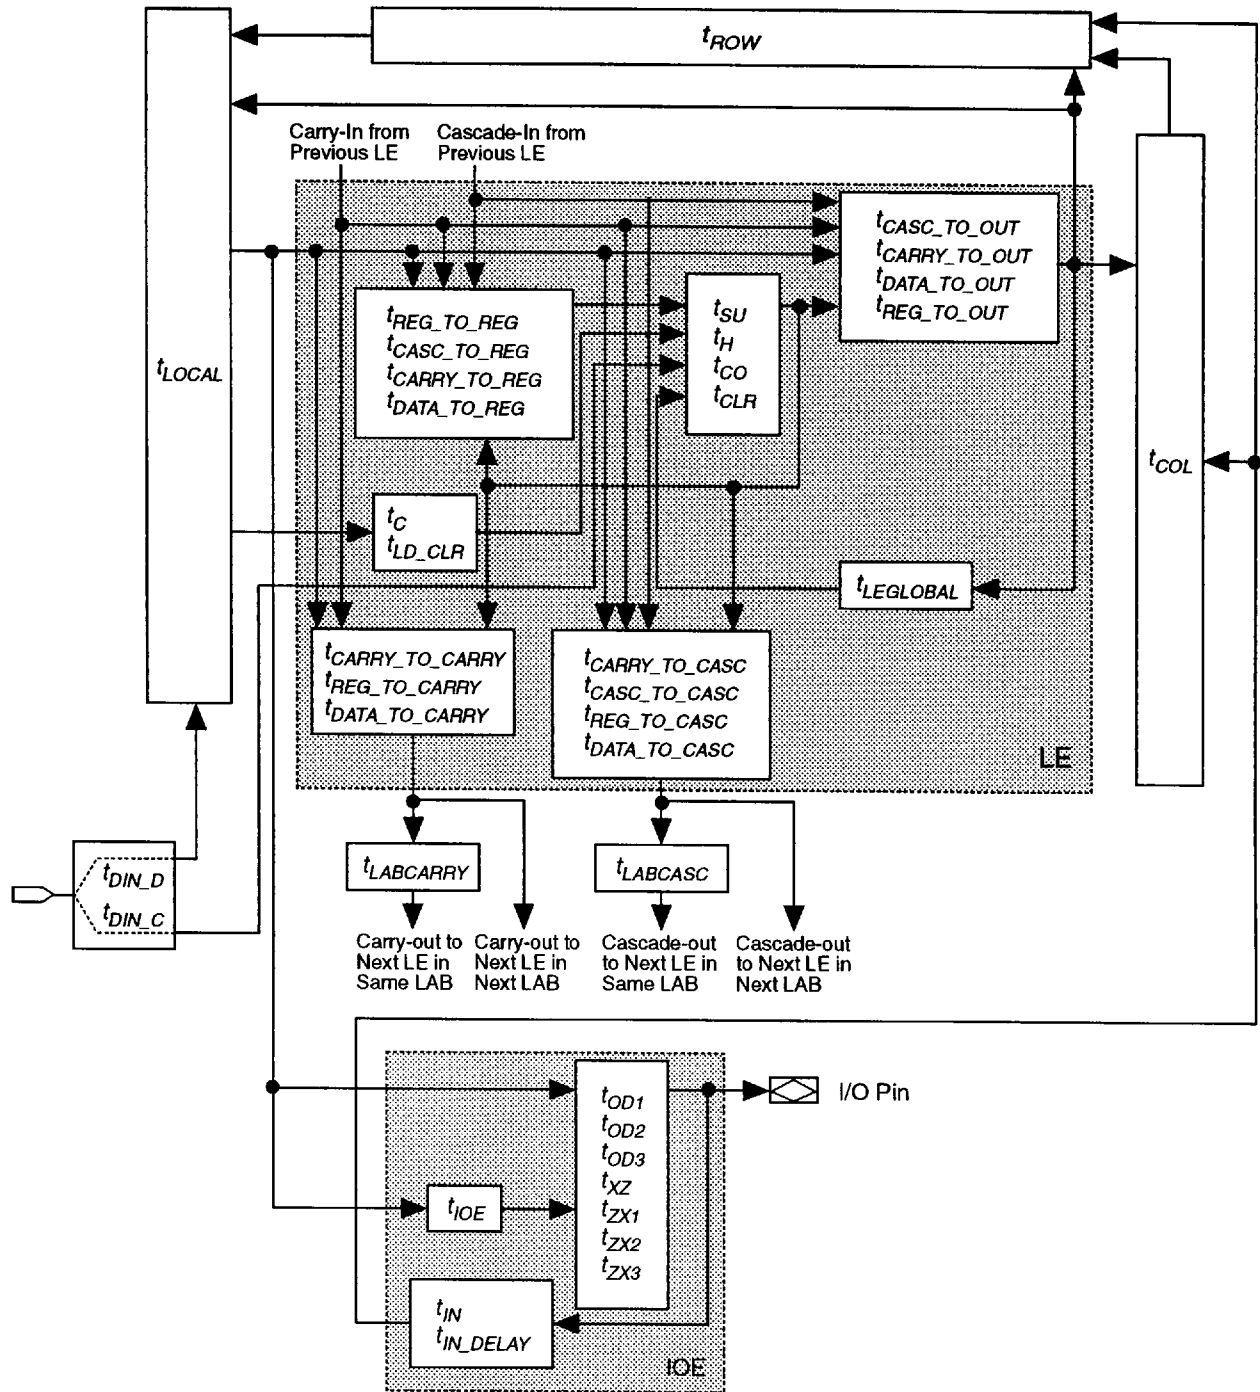 tROW
Carry-In from
Previous LE
Cascade-In from
Previous LE
tCASC_TO_OUT
tCARRY_TO_OUT
tDATA_TO_OUT
tREG_TO_OUT
tREG_TO_REG
tCASC_TO_REG
tCARRY_TO_REG
tDATA_TO_REG
tSU
tH
tCO
tCLR
tLOCAL
tCOL
tC
tLD_CLR
tLEGLOBAL
tCARRY_TO_CARRY
tREG_TO_CARRY
tDATA_TO_CARRY
tCARRY_TO_CASC
tCASC_TO_CASC
tREG_TO_CASC
tDATA_TO_CASC
LE
tDIN_D
tDIN_C
tLABCARRY
tLABCASC
Carry-out to
Next LE in
Same LAB
Carry-out to
Next LE in
Next LAB
Cascade-out
to Next LE in
Same LAB
Cascade-out
to Next LE in
Next LAB
tOD1
tOD2
tOD3
tXZ
tZX1
tZX2
tZX3
I/O Pin
tIOE
tIN
tIN_DELAY
IOE